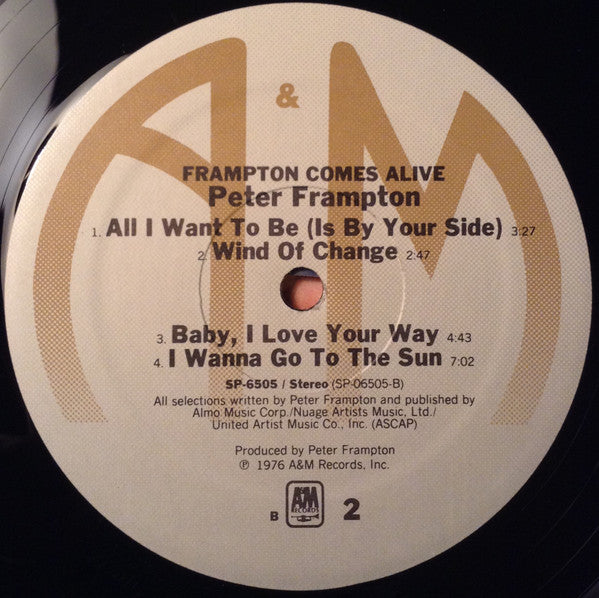 A & M
FRAMPTON COMES ALIVE
Peter Frampton
1. All I Want To Be (Is By Your Side) 3:27
2. Wind Of Change 2:47
3. Baby, I Love Your Way 4:43
4. I Wanna Go To The Sun 7:02
SP-6505 / Stereo (SP-06505-B)
All selections written by Peter Frampton and published by
Almo Music Corp./Nuage Artists Music, Ltd./
United Artist Music Co., Inc. (ASCAP)
Produced by Peter Frampton
℗ 1976 A&M Records, Inc.
B A&M RECORDS 2